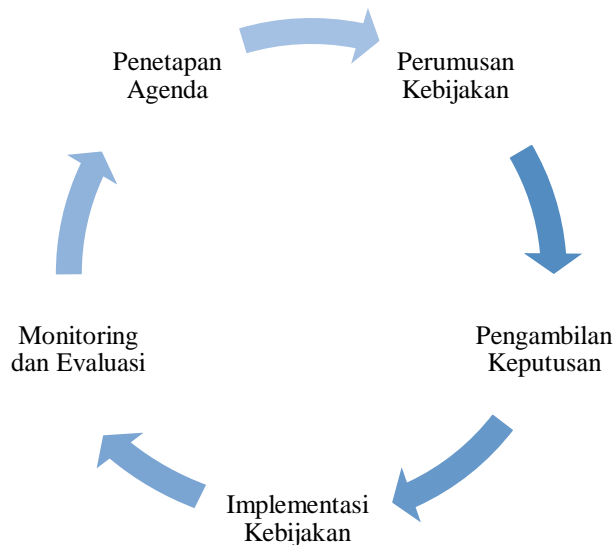 Penetapan
Agenda
Perumusan
Kebijakan
Pengambilan
Keputusan
Implementasi
Kebijakan
Monitoring
dan Evaluasi